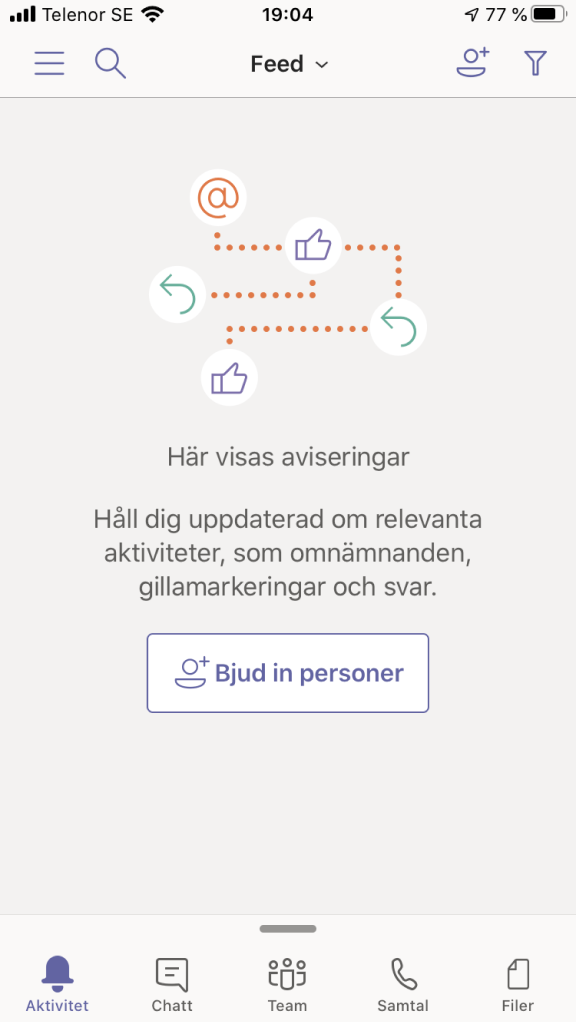 Telenor SE 19:04 77 %
Feed
@
Här visas aviseringar
Håll dig uppdaterad om relevanta
aktiviteter, som omnämnanden,
gillamarkeringar och svar.
Bjud in personer
Aktivitet Chatt Team Samtal Filer